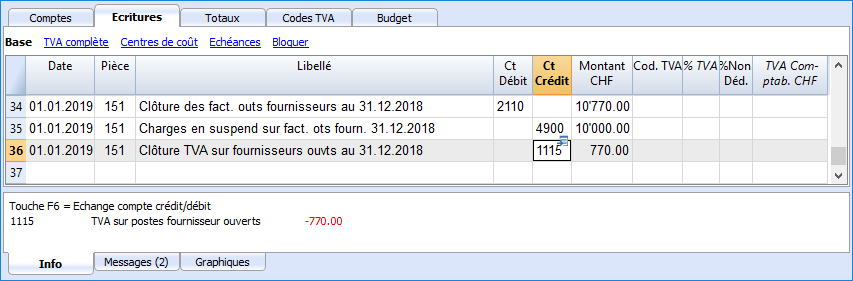 Comptes Ecritures Totaux Codes TVA Budget
Base TVA complète Centres de coût Echéances Bloquer
Date Pièce Libellé Ct Débit Ct Crédit Montant CHF Cod. TVA % TVA %Non Déd. TVA Com-ptab. CHF
34 01.01.2019 151 Clôture des fact. outs fournisseurs au 31.12.2018 2110 10'770.00
35 01.01.2019 151 Charges en suspend sur fact. ots fourn. 31.12.2018 4900 10'000.00
36 01.01.2019 151 Clôture TVA sur fournisseurs ouvts au 31.12.2018 1115 770.00
37
Touche F6 = Echange compte crédit/débit
1115 TVA sur postes fournisseur ouverts -770.00
Info Messages (2) Graphiques